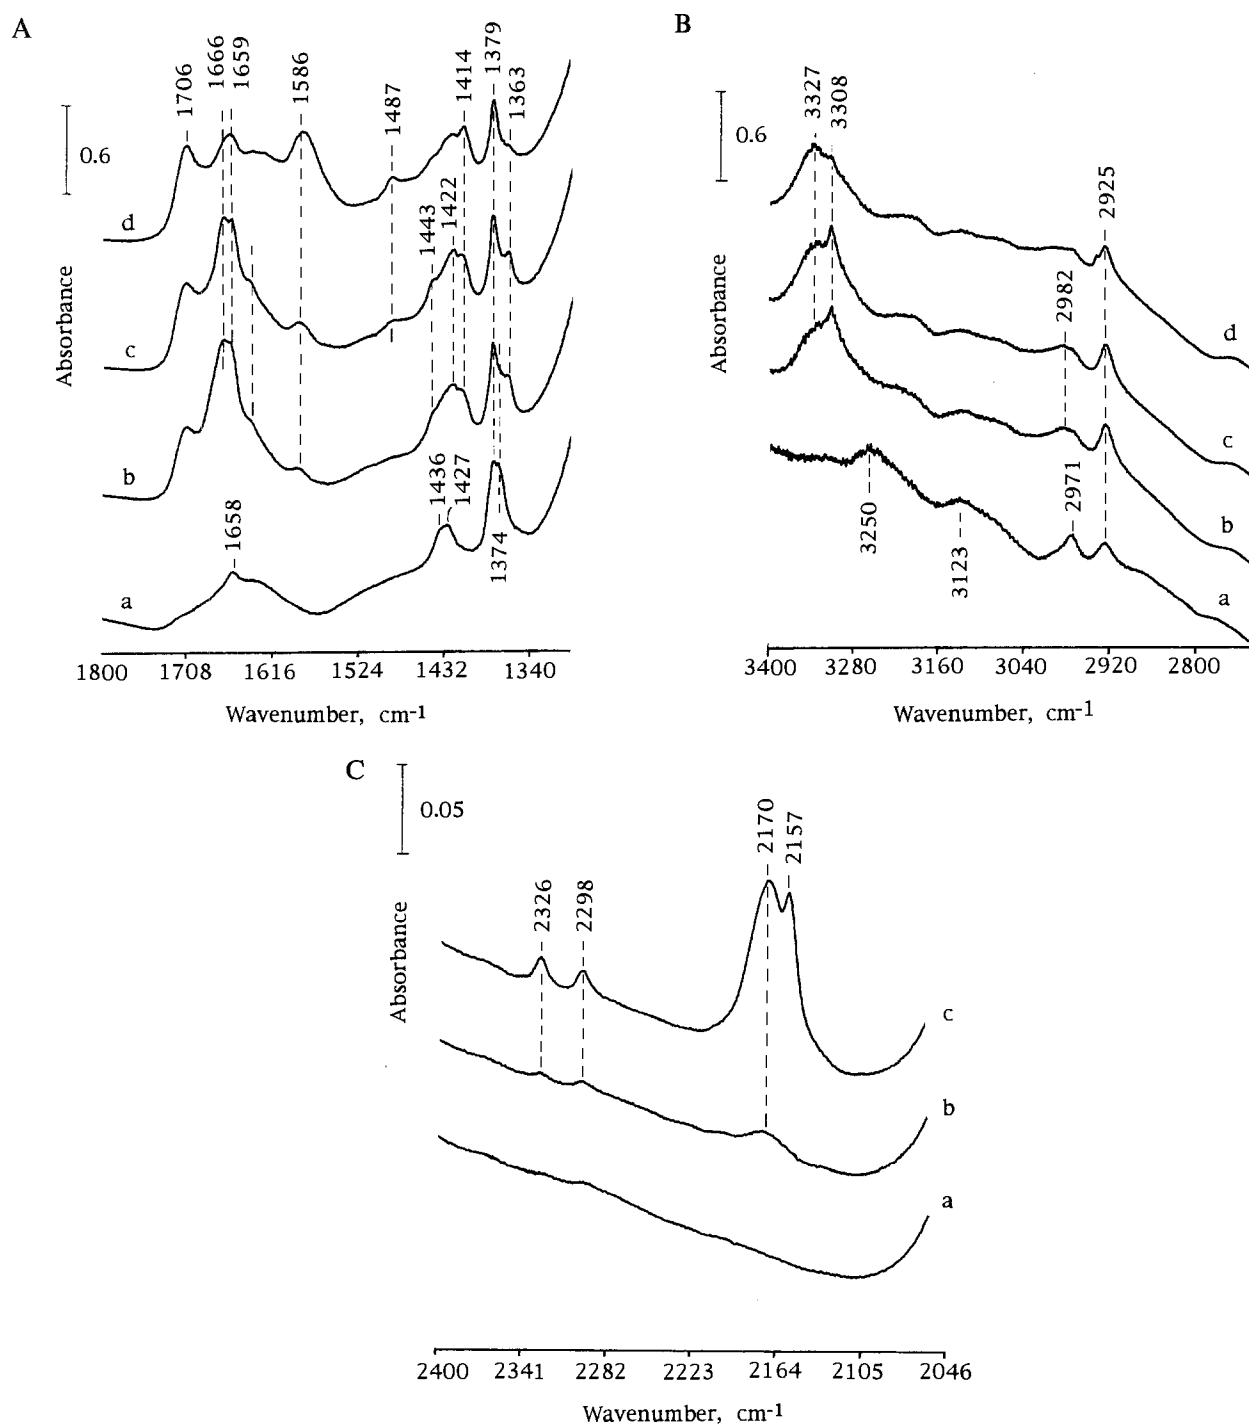 A
1706
1666
1659
1586
1487
1414
1379
1363
0.6
d
1443
1422
c
b
1436
1427
1658
1374
a
Absorbance
1800 1708 1616 1524 1432 1340
Wavenumber, cm-1
B
3327
3308
0.6
2925
2982
d
c
3250
3123
2971
b
a
Absorbance
3400 3280 3160 3040 2920 2800
Wavenumber, cm-1
C
0.05
2170
2157
2326
2298
c
b
a
Absorbance
2400 2341 2282 2223 2164 2105 2046
Wavenumber, cm-1